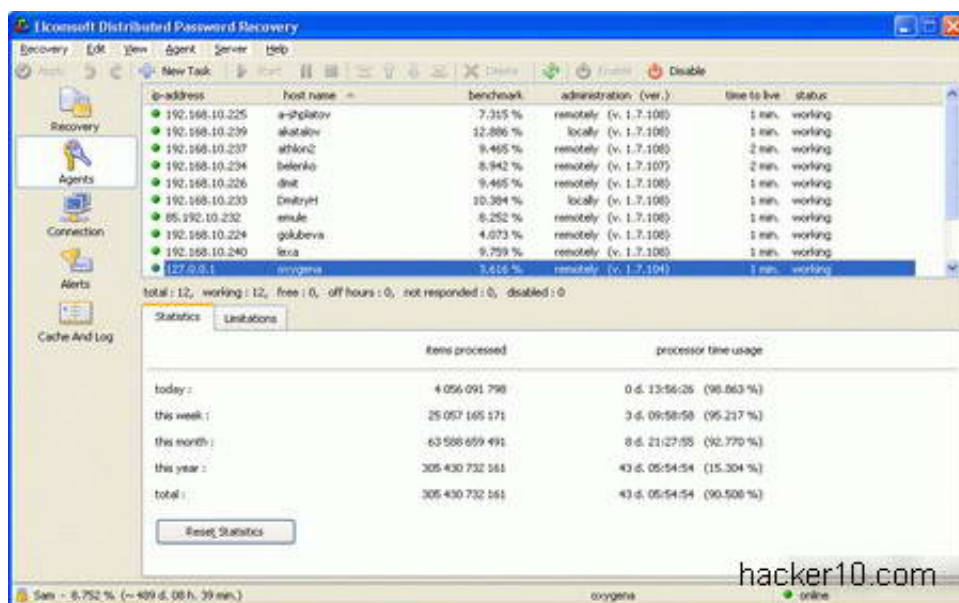 Elcomsoft Distributed Password Recovery
Recovery Edit View Agent Server Help
Apply New Task Start Delete Enable Disable
Recovery
Agents
Connection
Alerts
Cache And Log
ip-address host name benchmark administration (ver.) time to live status
192.168.10.225 a-shplatov 7.315 % remotely (v. 1.7.108) 1 min. working
192.168.10.239 akatalov 12.886 % locally (v. 1.7.108) 1 min. working
192.168.10.237 athlon2 9.465 % remotely (v. 1.7.108) 2 min. working
192.168.10.234 belenko 8.942 % remotely (v. 1.7.107) 2 min. working
192.168.10.226 dmit 9.465 % remotely (v. 1.7.108) 1 min. working
192.168.10.233 DmitryH 10.384 % locally (v. 1.7.108) 1 min. working
85.192.10.232 emule 8.252 % remotely (v. 1.7.108) 1 min. working
192.168.10.224 golubeva 4.073 % remotely (v. 1.7.108) 1 min. working
192.168.10.240 lexa 9.759 % remotely (v. 1.7.108) 1 min. working
127.0.0.1 oxygena 3.616 % remotely (v. 1.7.104) 1 min. working
total : 12, working : 12, free : 0, off hours : 0, not responded : 0, disabled : 0
Statistics Limitations
items processed processor time usage
today : 4 056 091 798 0 d. 13:56:26 (98.863 %)
this week : 25 057 165 171 3 d. 09:58:58 (95.217 %)
this month : 63 588 659 491 8 d. 21:27:55 (92.770 %)
this year : 305 430 732 161 43 d. 05:54:54 (15.304 %)
total : 305 430 732 161 43 d. 05:54:54 (90.508 %)
Reset Statistics
hacker10.com
Sam - 8.752 % (~ 489 d. 08 h. 39 min.) oxygena online